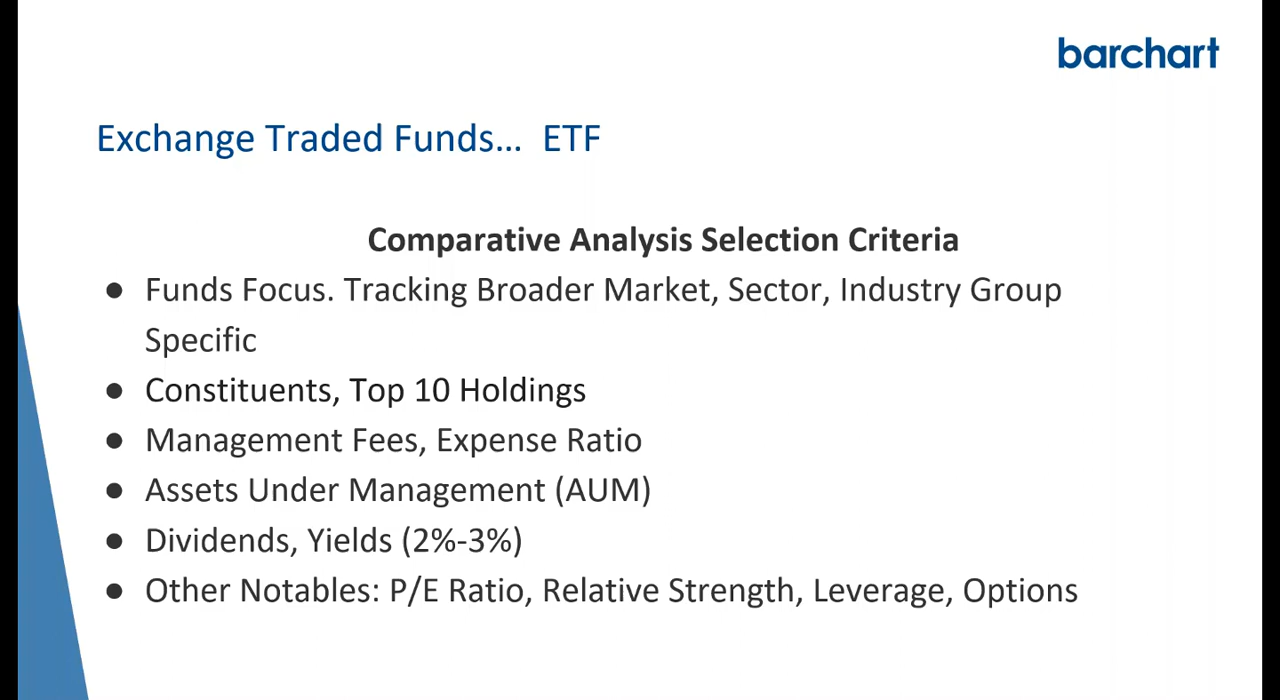 barchart
Exchange Traded Funds... ETF
Comparative Analysis Selection Criteria
● Funds Focus. Tracking Broader Market, Sector, Industry Group
Specific
● Constituents, Top 10 Holdings
● Management Fees, Expense Ratio
● Assets Under Management (AUM)
● Dividends, Yields (2%-3%)
● Other Notables: P/E Ratio, Relative Strength, Leverage, Options